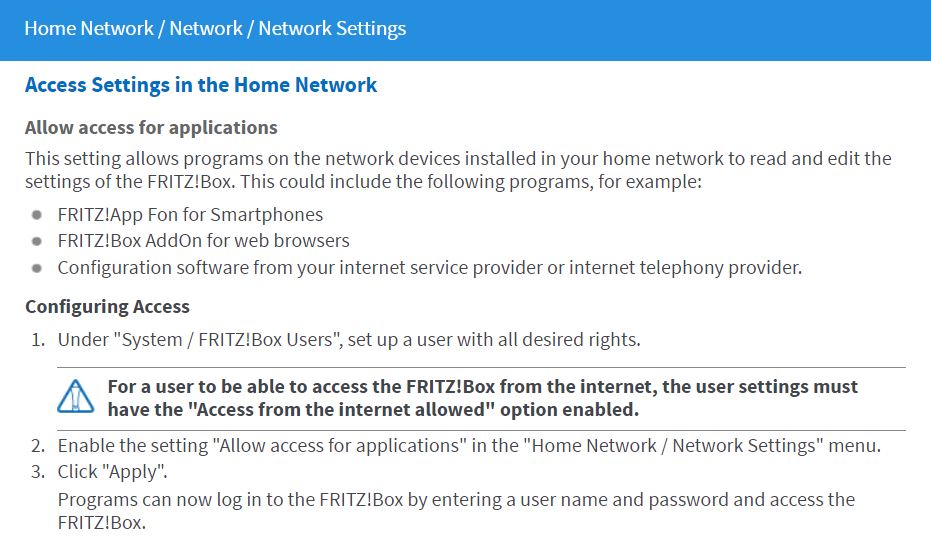 Home Network / Network / Network Settings
Access Settings in the Home Network
Allow access for applications
This setting allows programs on the network devices installed in your home network to read and edit the
settings of the FRITZ!Box. This could include the following programs, for example:
FRITZ!App Fon for Smartphones
FRITZ!Box AddOn for web browsers
Configuration software from your internet service provider or internet telephony provider.
Configuring Access
1. Under "System / FRITZ!Box Users", set up a user with all desired rights.
For a user to be able to access the FRITZ!Box from the internet, the user settings must
have the "Access from the internet allowed" option enabled.
2. Enable the setting "Allow access for applications" in the "Home Network / Network Settings" menu.
3. Click "Apply".
Programs can now log in to the FRITZ!Box by entering a user name and password and access the
FRITZ!Box.